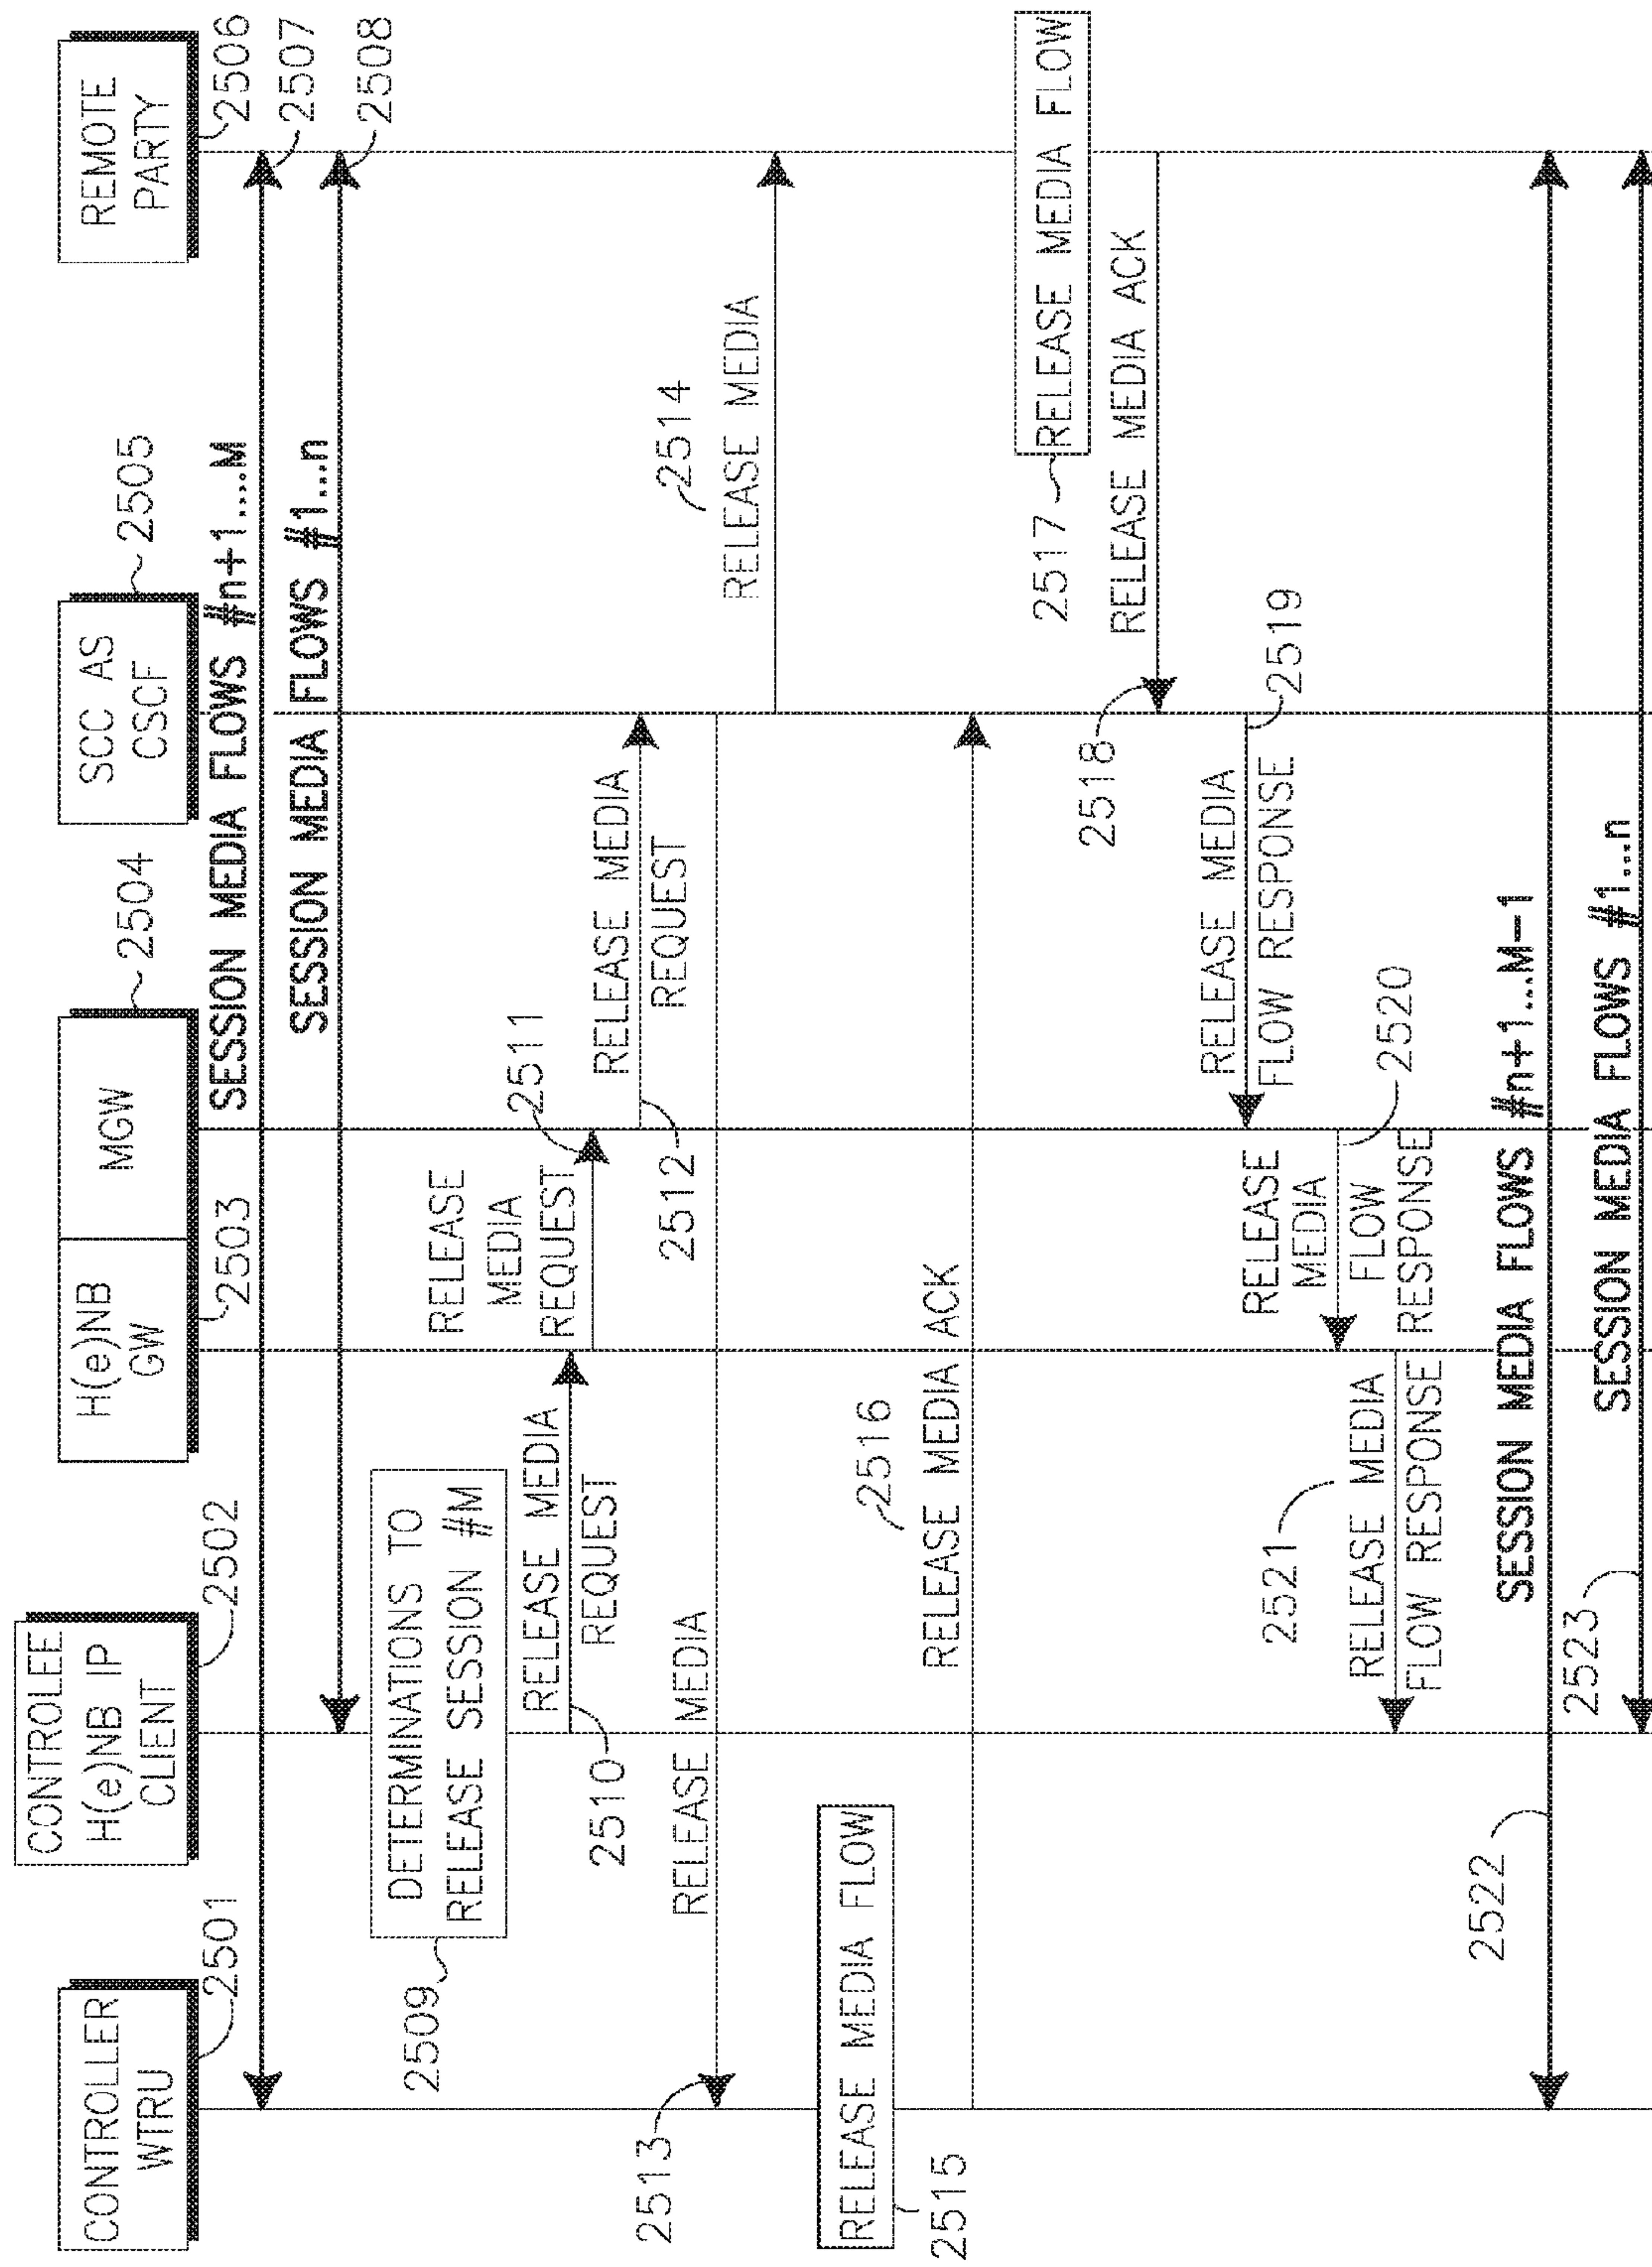 CONTROLLER
WTRU
2501
CONTROLEE
H(e)NB IP
CLIENT
2502
H(e)NB
GW
2503
MGW
2504
SCC AS
CSCF
2505
REMOTE
PARTY
2506
SESSION MEDIA FLOWS #n+1...M
2507
SESSION MEDIA FLOWS #1...n
2508
DETERMINATIONS TO
RELEASE SESSION #M
2509
RELEASE MEDIA
REQUEST
2510
RELEASE
MEDIA
REQUEST
2511
RELEASE MEDIA
REQUEST
2512
RELEASE MEDIA
2513
RELEASE MEDIA
2514
RELEASE MEDIA FLOW
2515
RELEASE MEDIA ACK
2516
RELEASE MEDIA FLOW
2517
RELEASE MEDIA ACK
2518
RELEASE MEDIA
FLOW RESPONSE
2519
RELEASE
MEDIA
FLOW
RESPONSE
2520
RELEASE MEDIA
FLOW RESPONSE
2521
SESSION MEDIA FLOWS #n+1...M-1
2522
SESSION MEDIA FLOWS #1...n
2523